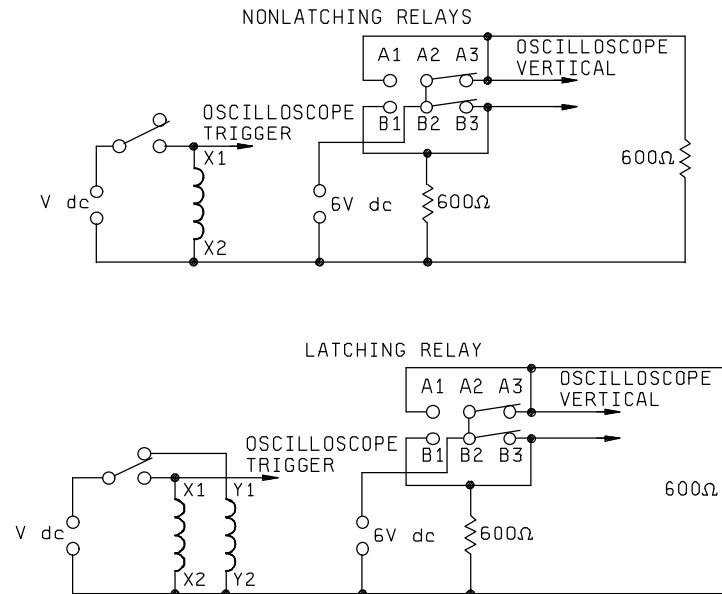 NONLATCHING RELAYS
A1 A2 A3
OSCILLOSCOPE
VERTICAL
OSCILLOSCOPE
TRIGGER
B1 B2 B3
X1
600Ω
V dc
6V dc
600Ω
X2
LATCHING RELAY
A1 A2 A3
OSCILLOSCOPE
VERTICAL
OSCILLOSCOPE
TRIGGER
B1 B2 B3
X1 Y1
600Ω
V dc
6V dc
600Ω
X2 Y2